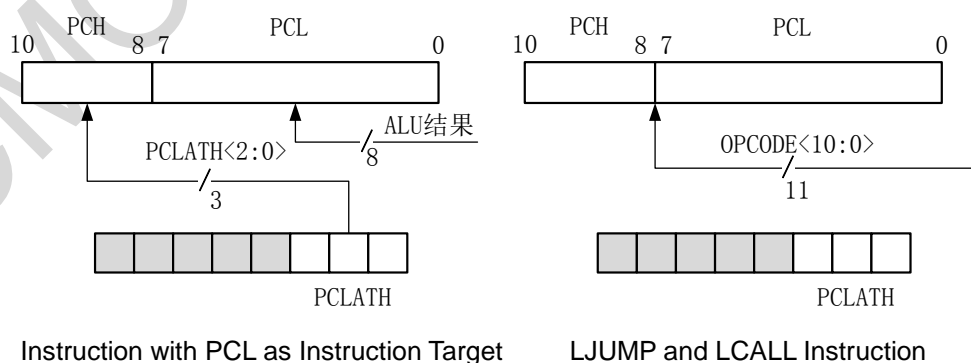 PCH PCL
10 8 7 0
ALU结果
8
PCLATH<2:0>
3
PCLATH
Instruction with PCL as Instruction Target
PCH PCL
10 8 7 0
OPCODE<10:0>
11
PCLATH
LJUMP and LCALL Instruction